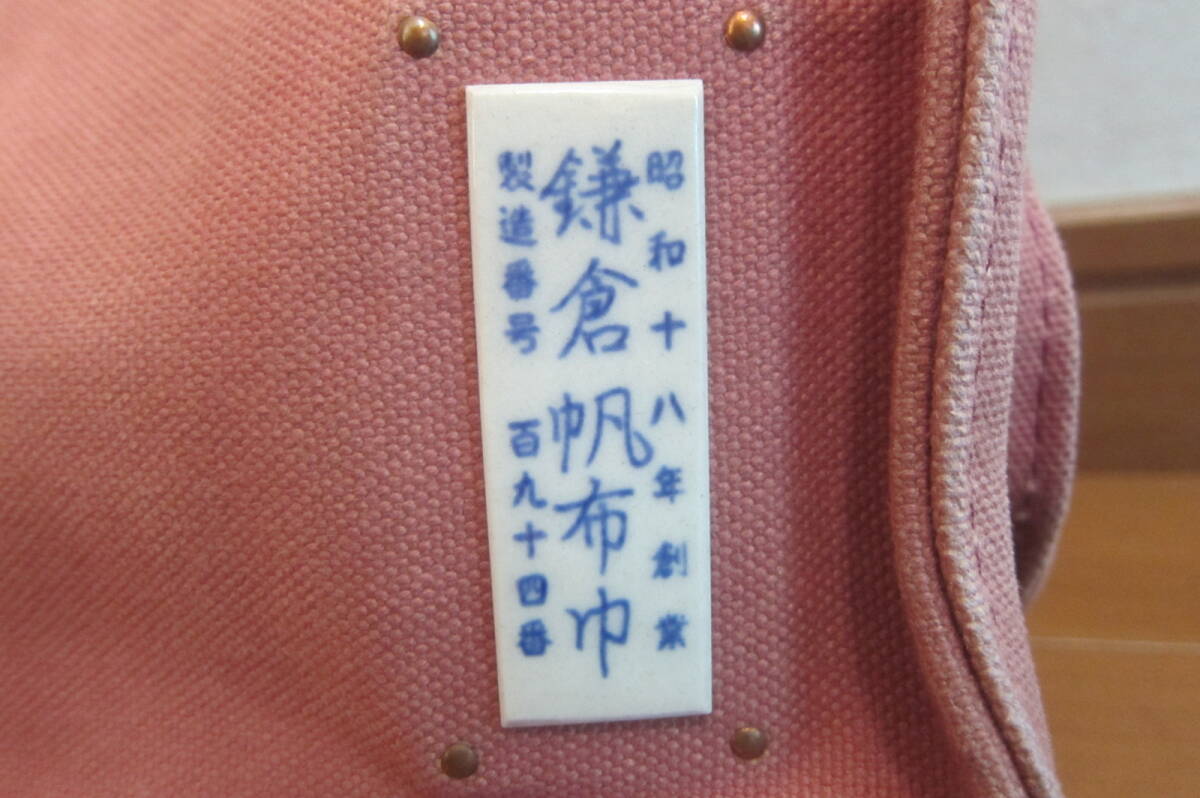 昭和十八年創業
鎌倉帆布巾
製造番号 百九十四番